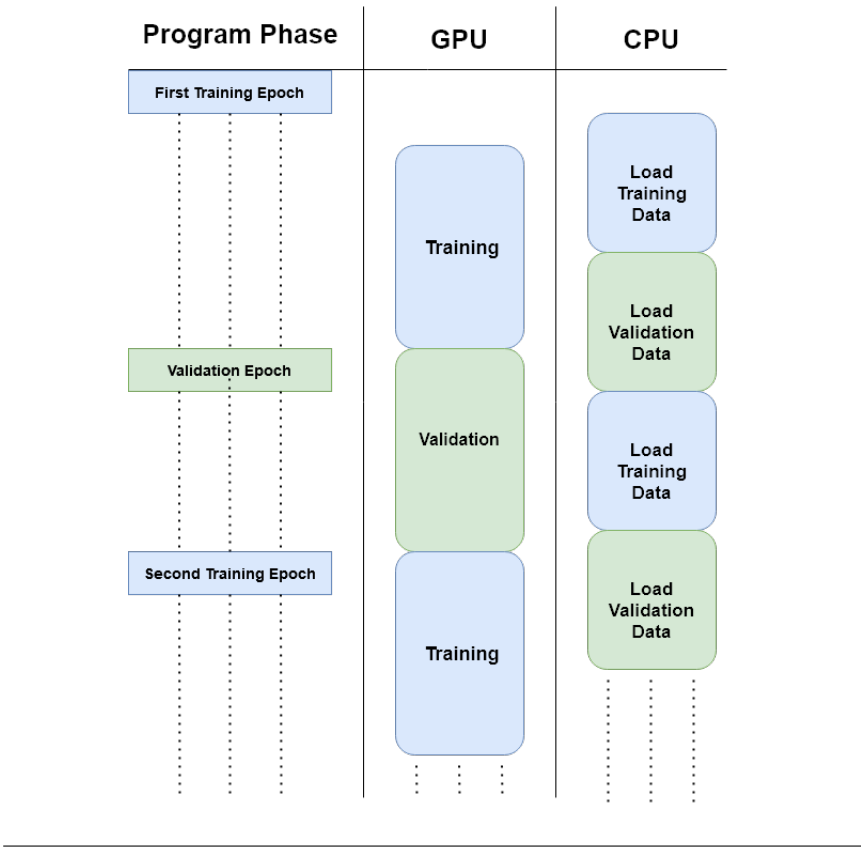 Program Phase
GPU
CPU
First Training Epoch
Load
Training
Data
Training
Load
Validation
Data
Validation Epoch
Validation
Load
Training
Data
Second Training Epoch
Load
Validation
Data
Training